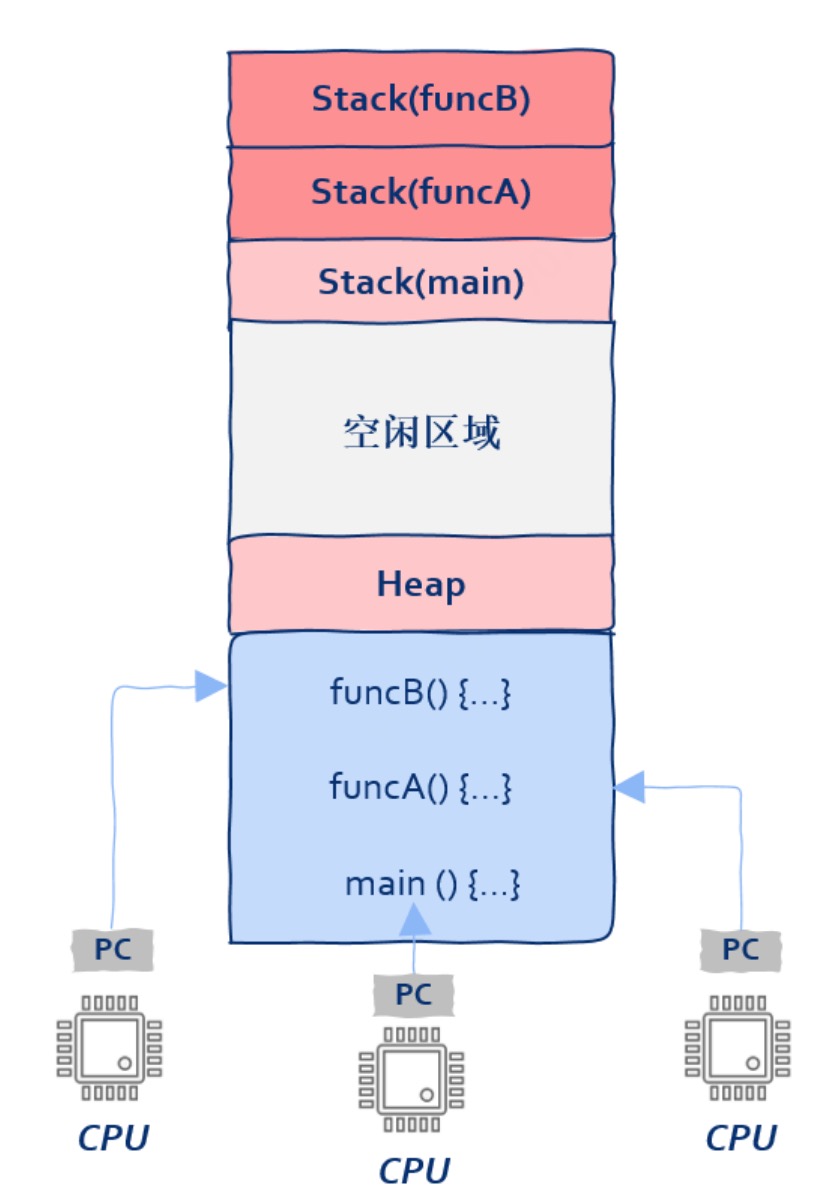 Stack(funcB)
Stack(funcA)
Stack(main)
空闲区域
Heap
funcB() {...}
funcA() {...}
main () {...}
PC
PC
PC
CPU
CPU
CPU